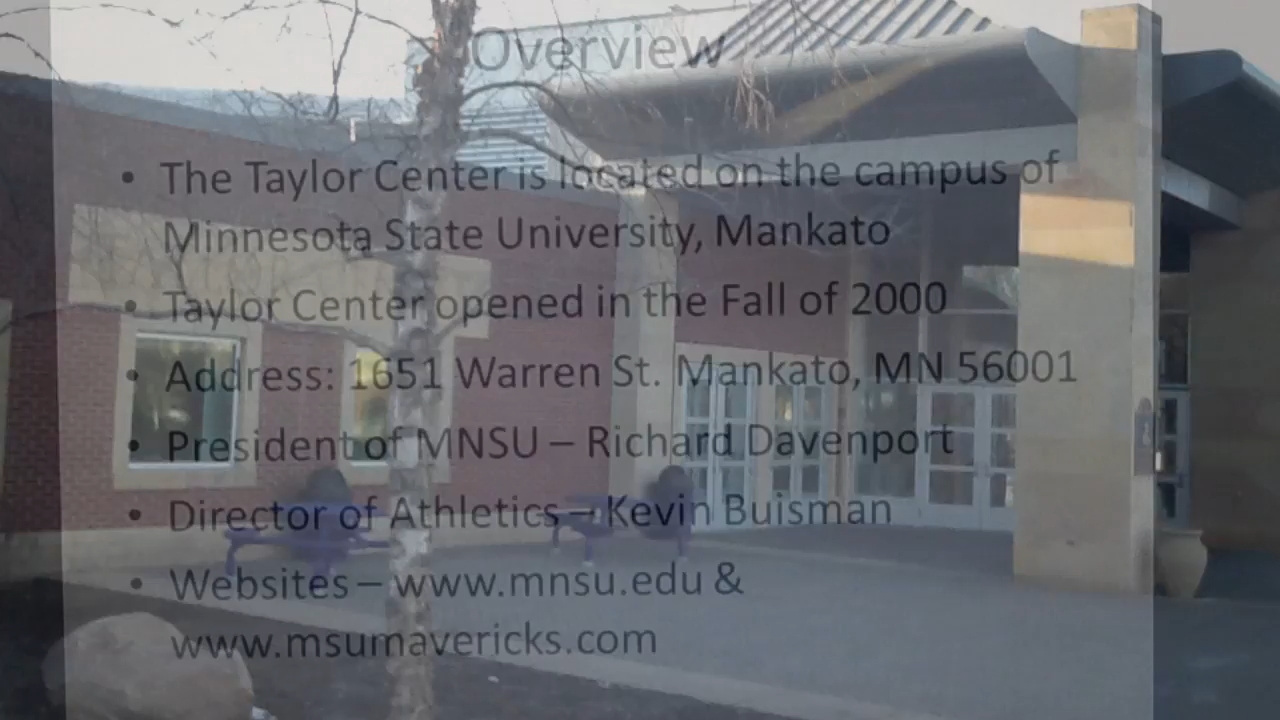 Overview
• The Taylor Center is located on the campus of
Minnesota State University, Mankato
• Taylor Center opened in the Fall of 2000
• Address: 1651 Warren St. Mankato, MN 56001
• President of MNSU – Richard Davenport
• Director of Athletics – Kevin Buisman
• Websites – www.mnsu.edu &
www.msumavericks.com